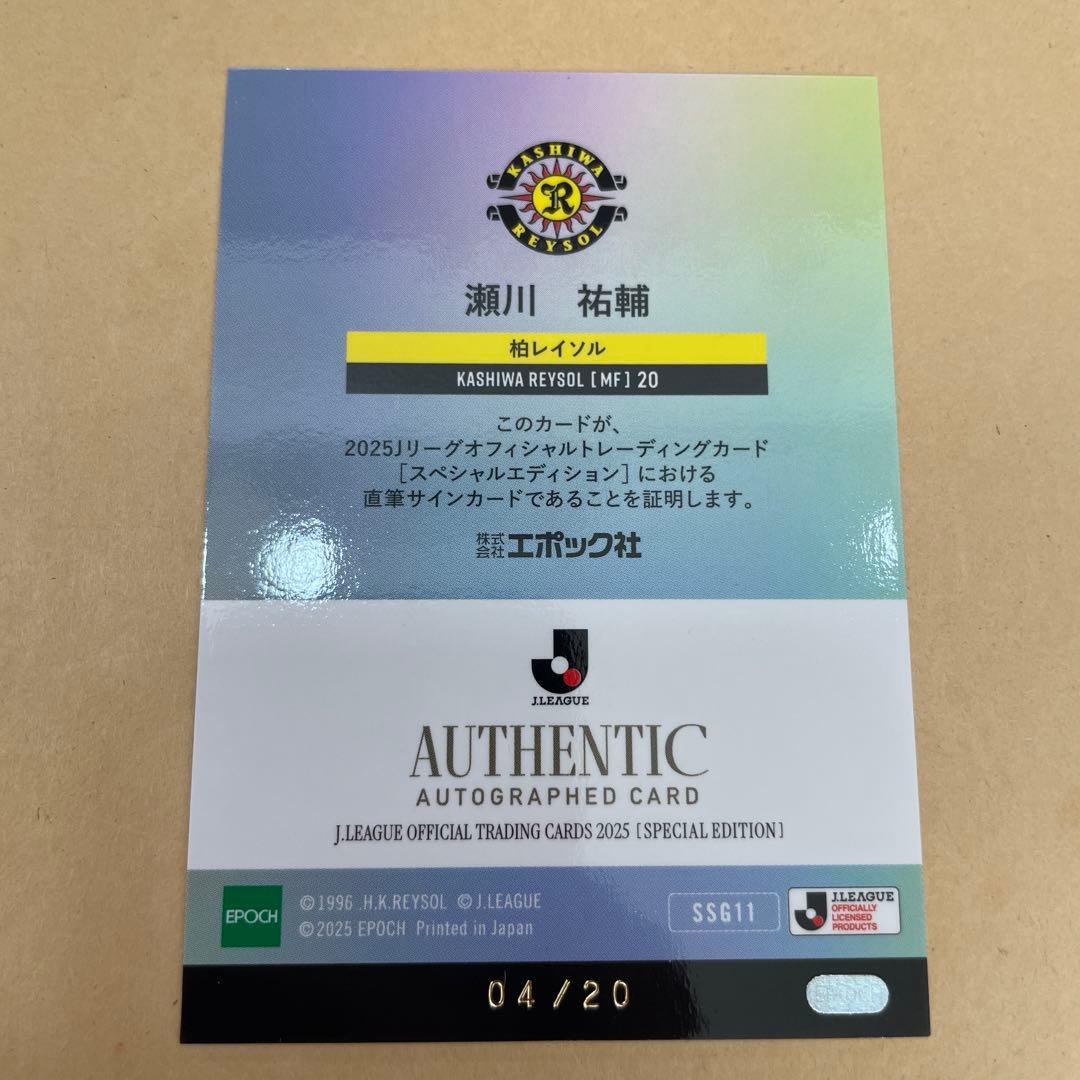 KASHIWA
R
REYSOL
瀬川 祐輔
柏レイソル
KASHIWA REYSOL [MF] 20
このカードが、
2025Jリーグオフィシャルトレーディングカード
[スペシャルエディション]における
直筆サインカードであることを証明します。
株式会社エポック社
J.LEAGUE
AUTHENTIC
AUTOGRAPHED CARD
J.LEAGUE OFFICIAL TRADING CARDS 2025 [SPECIAL EDITION]
EPOCH
©1996 .H.K.REYSOL ©J.LEAGUE
©2025 EPOCH Printed in Japan
SSG11
J.LEAGUE
OFFICIALLY
LICENSED
PRODUCTS
04/20
EPOCH